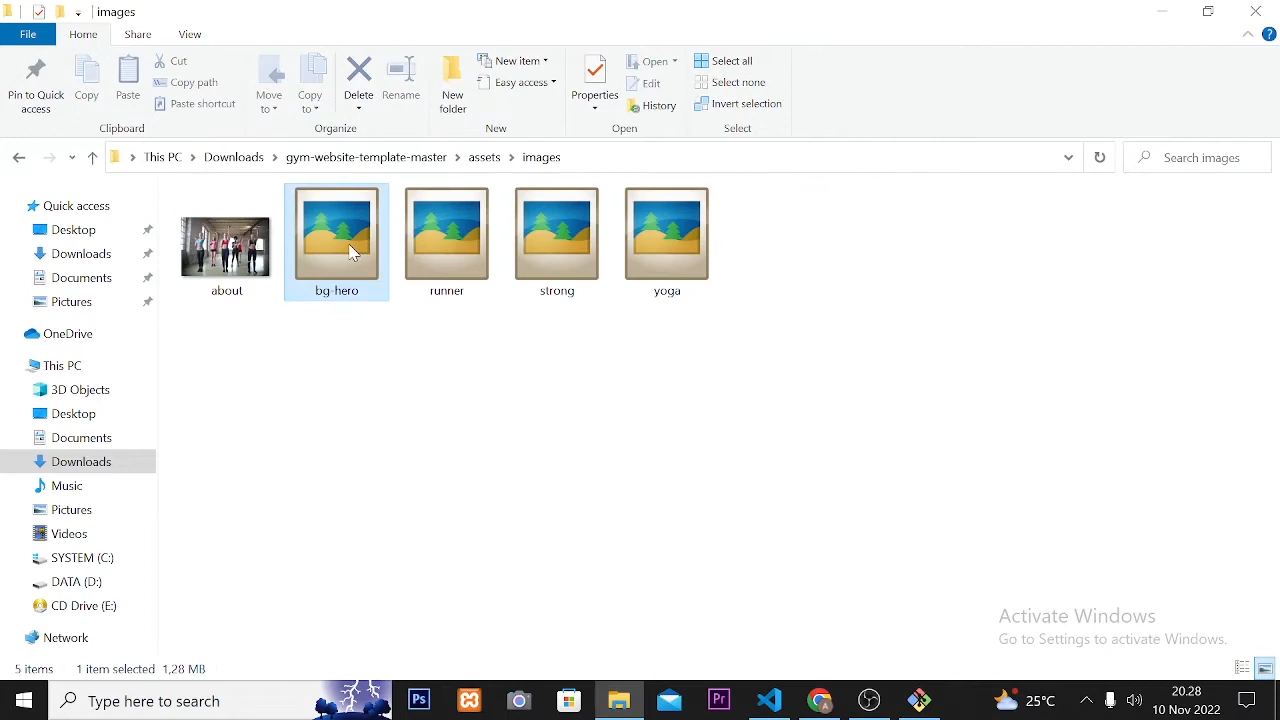 images
File
Home
Share
View
Pin to Quick
access
Copy
Paste
Cut
Copy path
Paste shortcut
Clipboard
Move
to
Copy
to
Delete
Rename
Organize
New
folder
New item
Easy access
New
Properties
Open
Edit
History
Open
Select all
Select none
Invert selection
Select
This PC
Downloads
gym-website-template-master
assets
images
Search images
Quick access
Desktop
Downloads
Documents
Pictures
OneDrive
This PC
3D Objects
Desktop
Documents
Downloads
Music
Pictures
Videos
SYSTEM (C:)
DATA (D:)
CD Drive (E:)
Network
about
bg-hero
runner
strong
yoga
Activate Windows
Go to Settings to activate Windows.
5 items
1 item selected 1,28 MB
Type here to search
Ps
Pr
25°C
20:28
10 Nov 2022